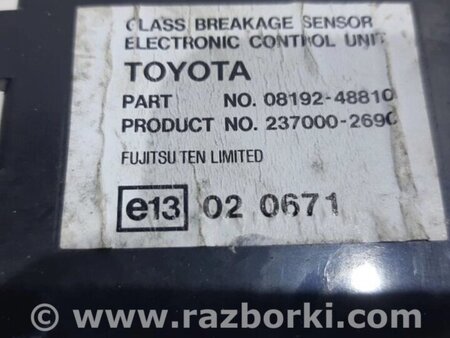 GLASS BREAKAGE SENSOR
ELECTRONIC CONTROL UNIT
TOYOTA
PART NO. 08192-48810
PRODUCT NO. 237000-2690
FUJITSU TEN LIMITED
e13 02 0671
© www.razborki.com